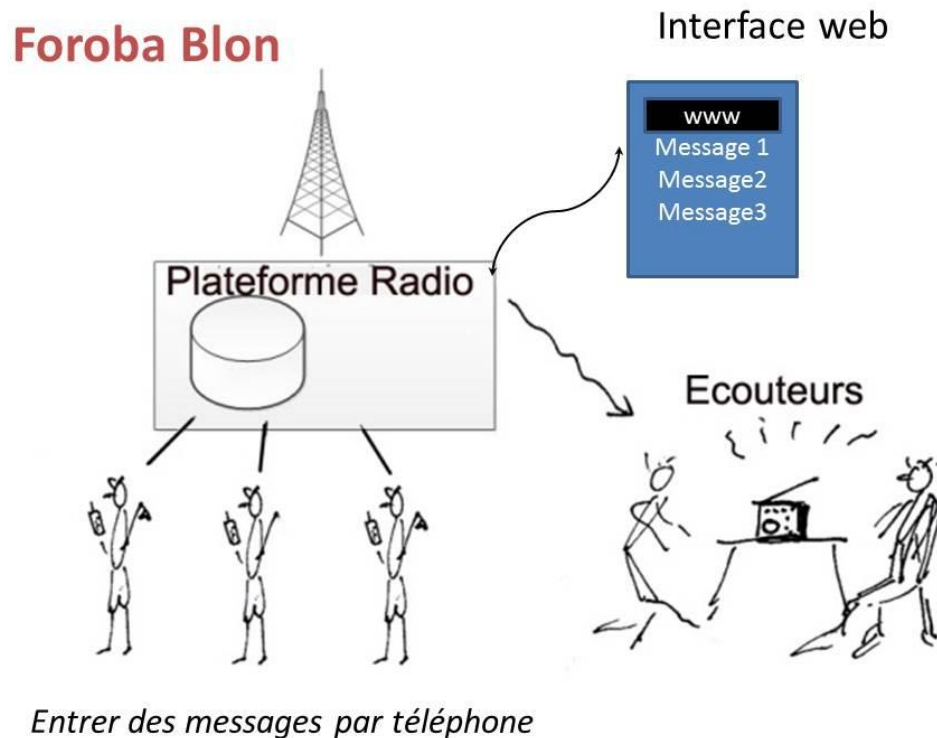 Foroba Blon
Interface web
www
Message 1
Message2
Message3
Plateforme Radio
Ecouteurs
Entrer des messages par téléphone